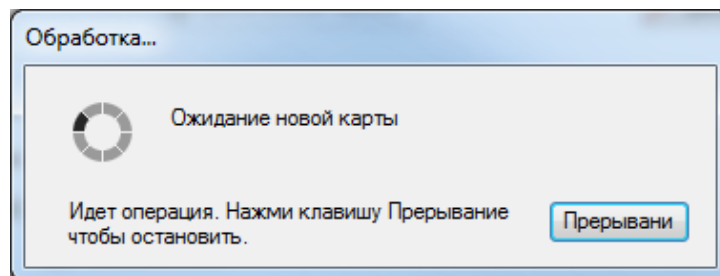 Обработка...
Ожидание новой карты
Идет операция. Нажми клавишу Прерывание
чтобы остановить.
Прерывани